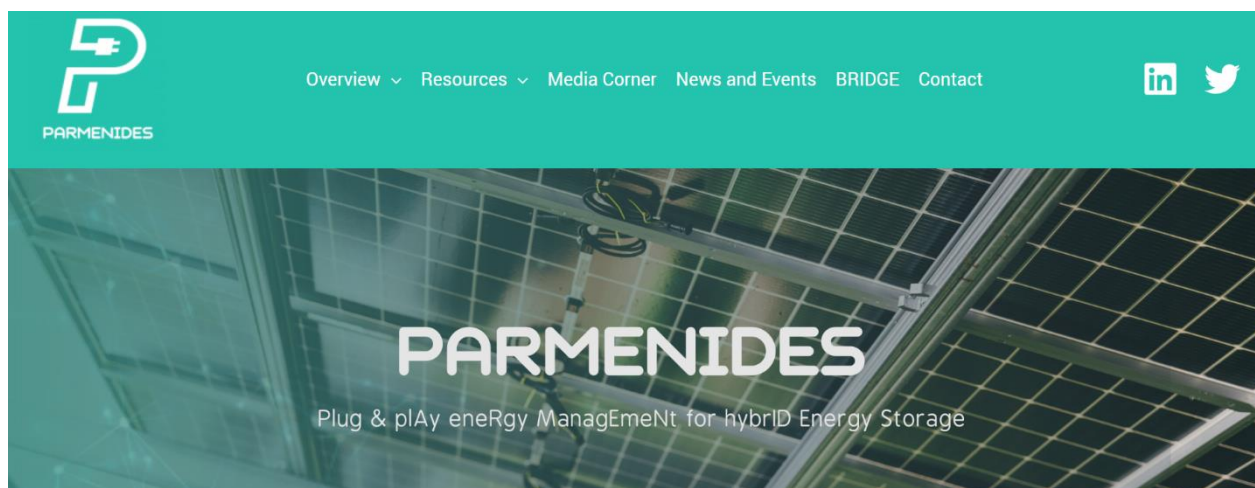 PARMENIDES
Overview Resources Media Corner News and Events BRIDGE Contact
in
PARMENIDES
Plug & plAy eneRgy ManagEmeNt for hybrID Energy Storage